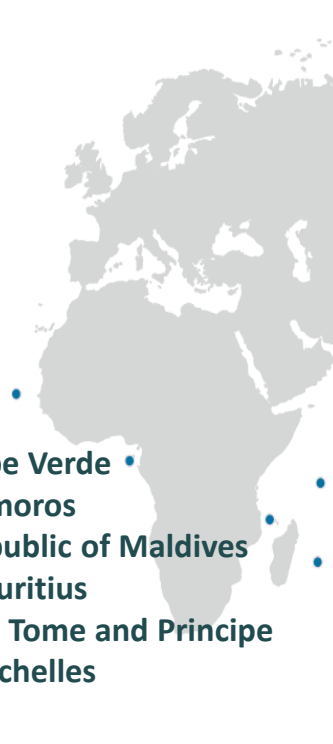 pe Verde
moros
public of Maldives
uritius
Tome and Principe
chelles